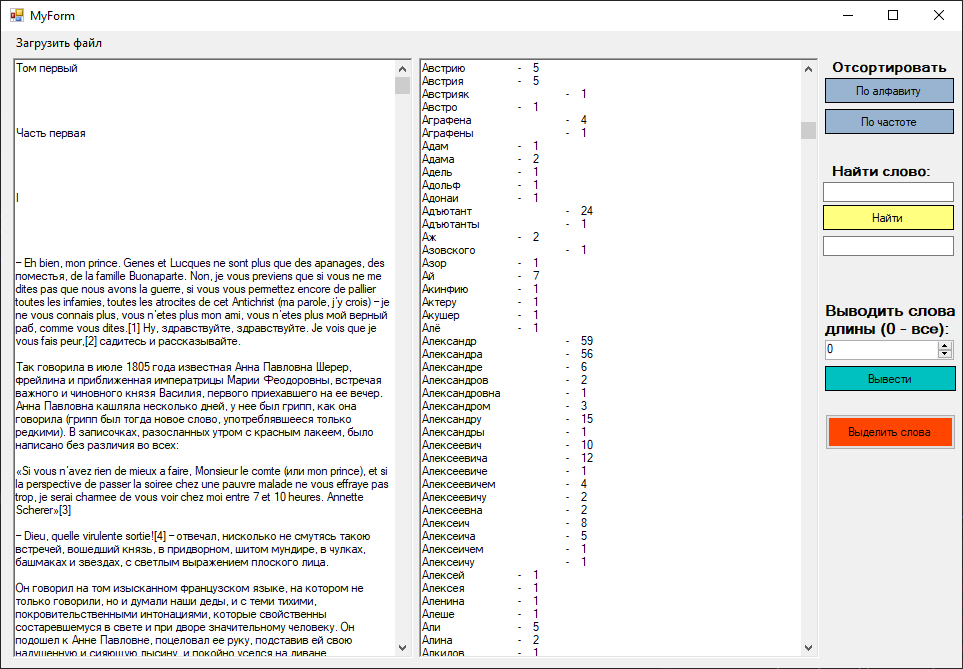 MyForm
Загрузить файл
Том первый
Часть первая
I
– Eh bien, mon prince. Genes et Lucques ne sont plus que des apanages, des
поместья, de la famille Buonaparte. Non, je vous previens que si vous ne me
dites pas que nous avons la guerre, si vous vous permettez encore de pallier
toutes les infamies, toutes les atrocites de cet Antichrist (ma parole, j'y crois) – je
ne vous connais plus, vous n'etes plus mon ami, vous n'etes plus мой верный
раб, comme vous dites.[1] Ну, здравствуйте, здравствуйте. Je vois que je
vous fais peur,[2] садитесь и рассказывайте.
Так говорила в июле 1805 года известная Анна Павловна Шерер,
фрейлина и приближенная императрицы Марии Феодоровны, встречая
важного и чиновного князя Василия, первого приехавшего на ее вечер.
Анна Павловна кашляла несколько дней, у нее был грипп, как она
говорила (грипп был тогда новое слово, употреблявшееся только
редкими). В записочках, разосланных утром с красным лакеем, было
написано без различия во всех:
«Si vous n'avez rien de mieux a faire, Monsieur le comte (или mon prince), et si
la perspective de passer la soiree chez une pauvre malade ne vous effraye pas
trop, je serai charmee de vous voir chez moi entre 7 et 10 heures. Annette
Scherer»[3]
– Dieu, quelle virulente sortie![4] – отвечал, нисколько не смутясь такою
встречей, вошедший князь, в придворном, шитом мундире, в чулках,
башмаках и звездах, с светлым выражением плоского лица.
Он говорил на том изысканном французском языке, на котором не
только говорили, но и думали наши деды, и с теми тихими,
покровительственными интонациями, которые свойственны
состаревшемуся в свете и при дворе значительному человеку. Он
подошел к Анне Павловне, поцеловал ее руку, подставив ей свою
надушенную и сияющую лысину, и покойно уселся на диване.
Австрию - 5
Австрия - 5
Австрияк - 1
Астро - 1
Аграфена - 4
Аграфены - 1
Адам - 1
Адама - 2
Адель - 1
Адольф - 1
Адонаи - 1
Адъютант - 24
Адъютанты - 1
Аж - 2
Азовского - 1
Азор - 1
Ай - 7
Акинфию - 1
Актеру - 1
Акушер - 1
Алё - 1
Александр - 59
Александра - 56
Александре - 6
Александров - 2
Александровна - 1
Александром - 3
Александру - 15
Александры - 1
Алексеевич - 10
Алексеевича - 12
Алексеевиче - 1
Алексеевичем - 4
Алексеевичу - 2
Алексеевна - 2
Алексеич - 8
Алексеича - 5
Алексеичем - 1
Алексеичу - 1
Алексей - 1
Алексея - 1
Аленина - 1
Алеше - 1
Али - 5
Алина - 2
Алкидов - 1
Отсортировать
По алфавиту
По частоте
Найти слово:
Найти
Выводить слова
длины (0 - все):
0
Вывести
Выделить слова